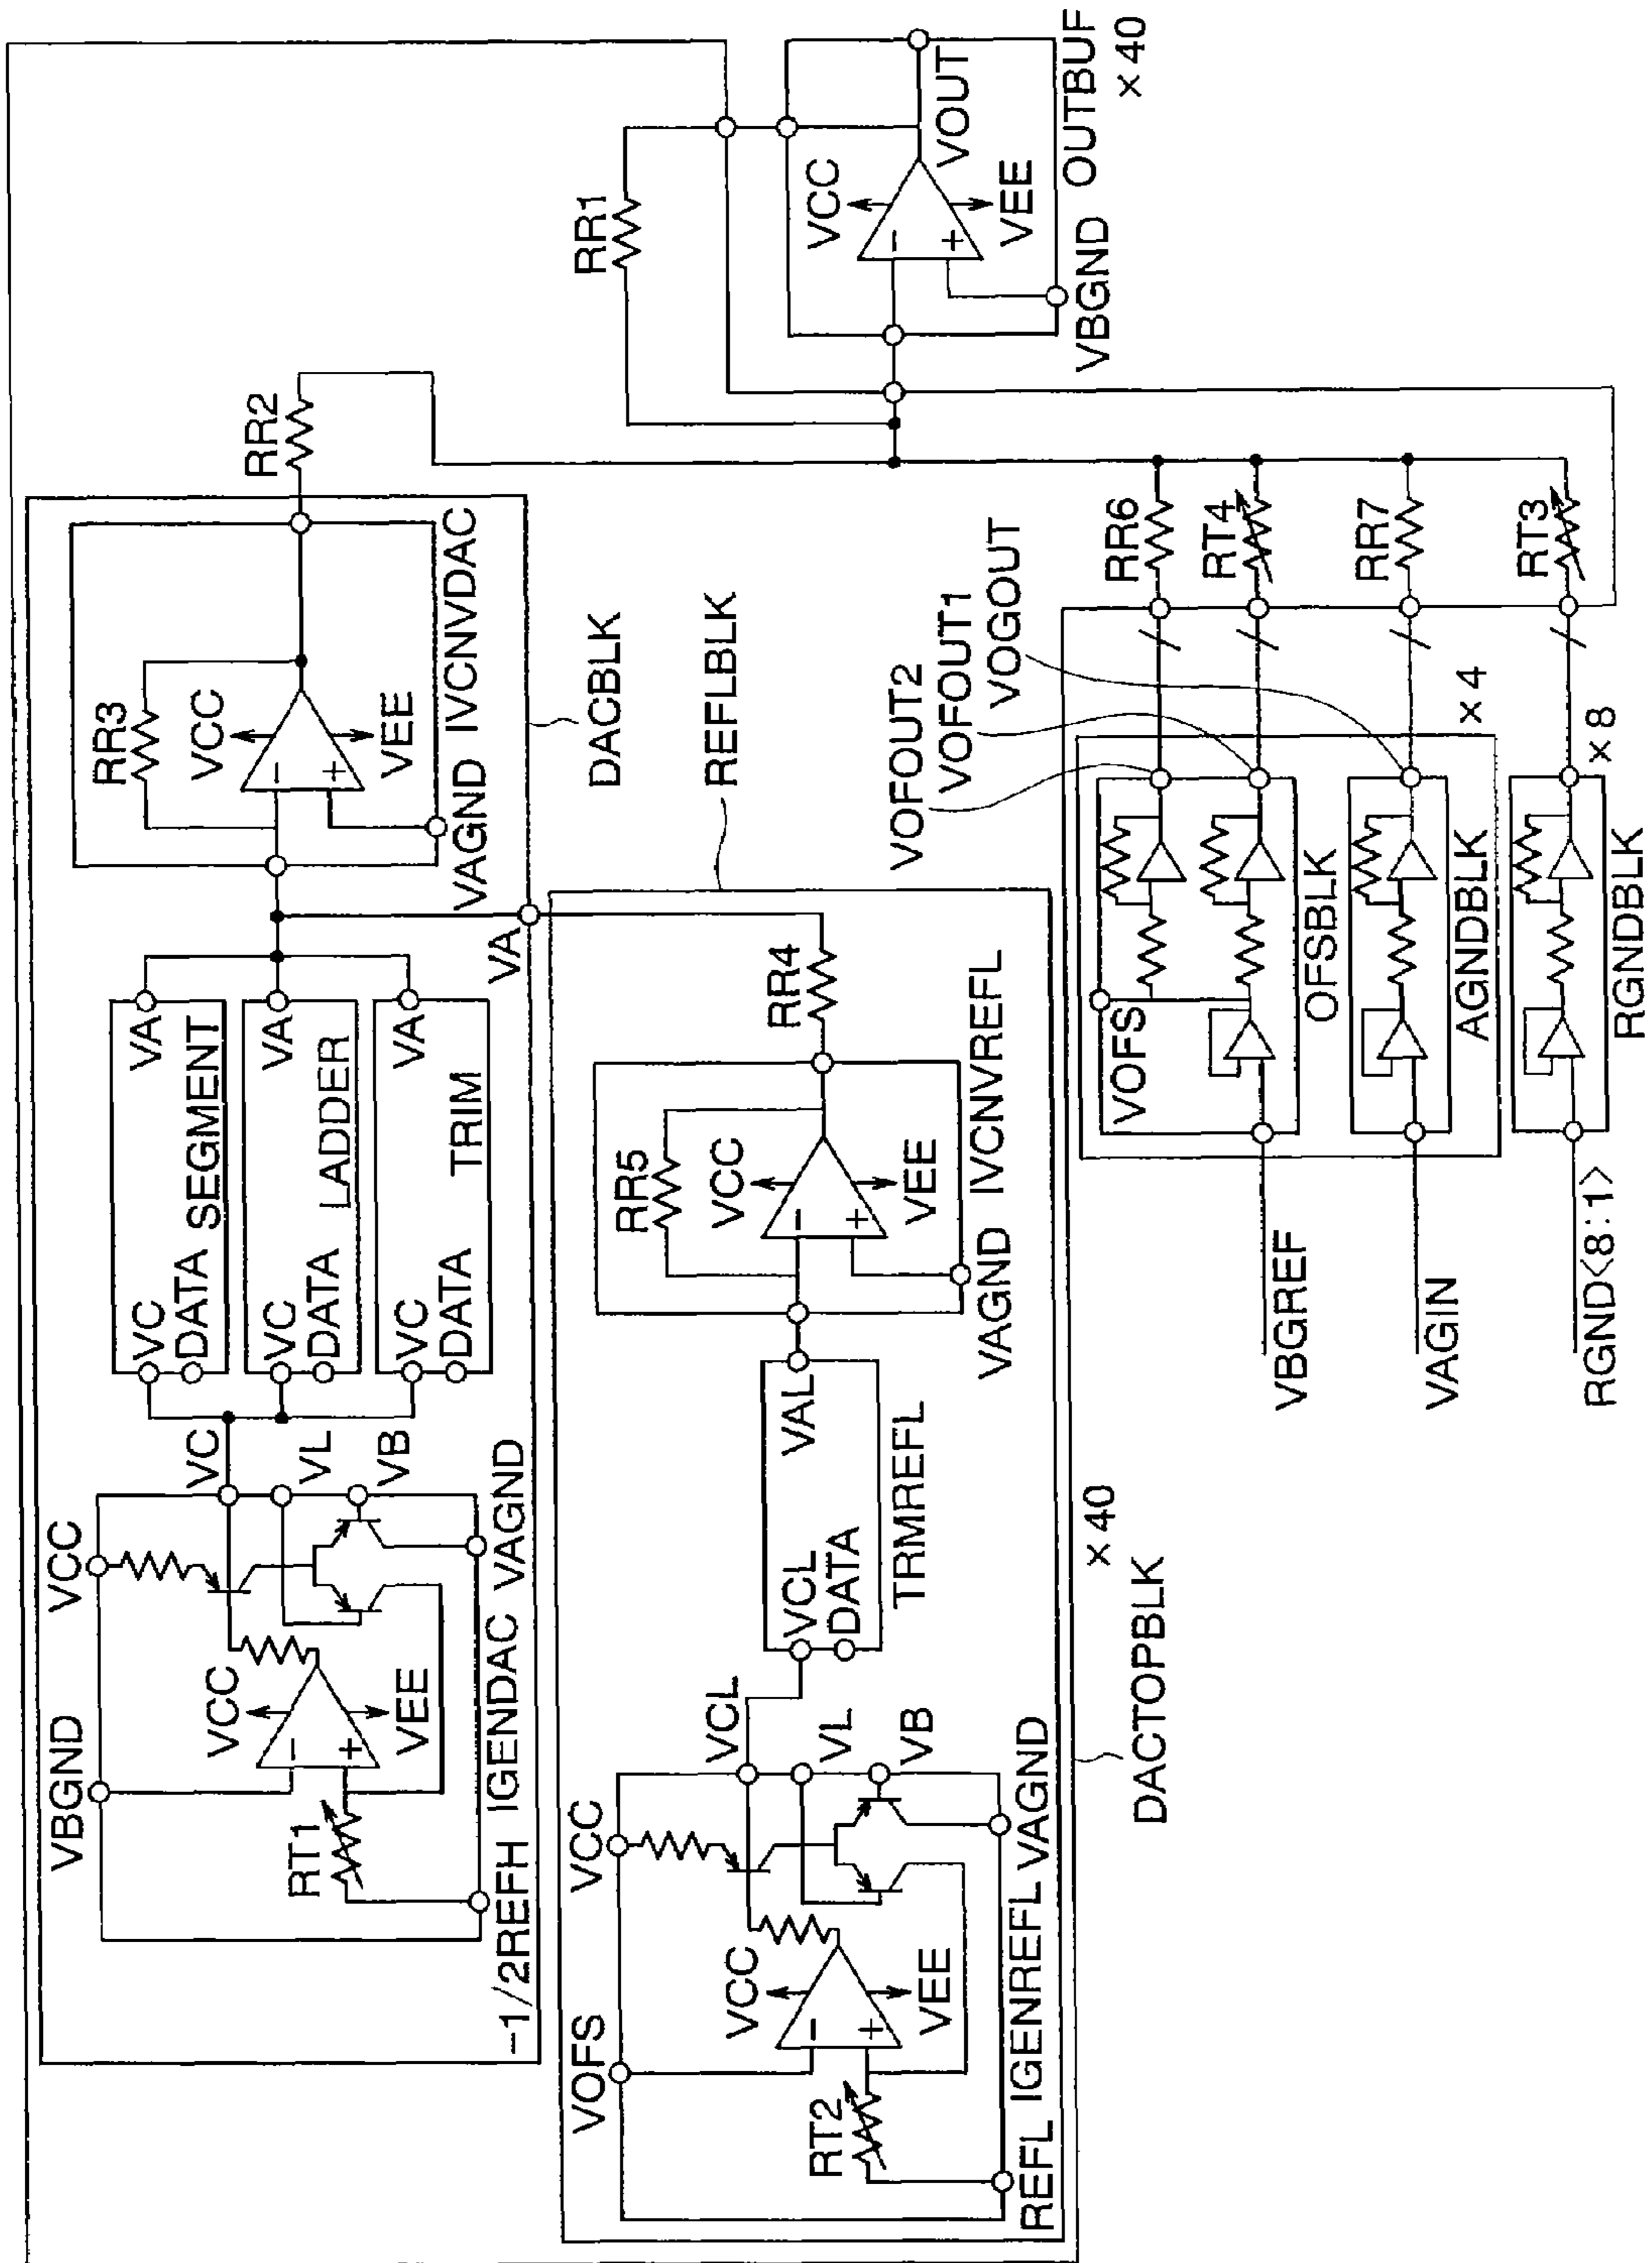 VBGND
VCC
VCC
VEE
RT1
-1/2REFH
IGENDAC
VAGND
VC
VL
VB
VC
DATA
SEGMENT
VA
VC
DATA
LADDER
VA
VC
DATA
TRIM
VA
VA
RR3
VCC
VEE
VAGND
IVCNVDAC
RR2
DACBLK
REFLBLK
VOFS
VCC
VCC
VEE
RT2
REFL
IGENREFL
VAGND
VCL
VL
VB
VCL
DATA
VAL
TRMREFL
RR5
VCC
VEE
VAGND
IVCNVREFL
RR4
×40
DACTOPBLK
RR1
VCC
VEE
VOUT
VBGND
OUTBUF
×40
VOFOUT2
VOFOUT1
VOGOUT
RR6
RT4
RR7
RT3
VOFS
OFSBLK
AGNDBLK
×4
RGNDBLK
×8
VBGREF
VAGIN
RGND<8:1>